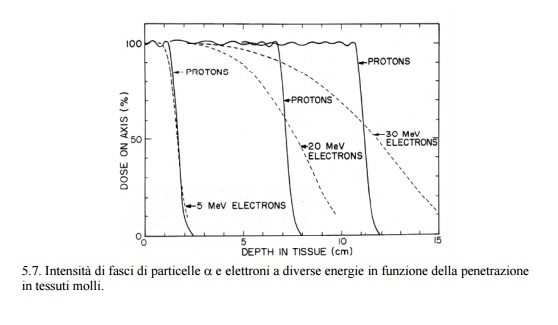 100
PROTONS
PROTONS
PROTONS
DOSE ON AXIS (%)
50
30 MeV
ELECTRONS
20 MeV
ELECTRONS
5 MeV ELECTRONS
0
0
5
10
15
DEPTH IN TISSUE (cm)
5.7. Intensità di fasci di particelle α e elettroni a diverse energie in funzione della penetrazione
in tessuti molli.